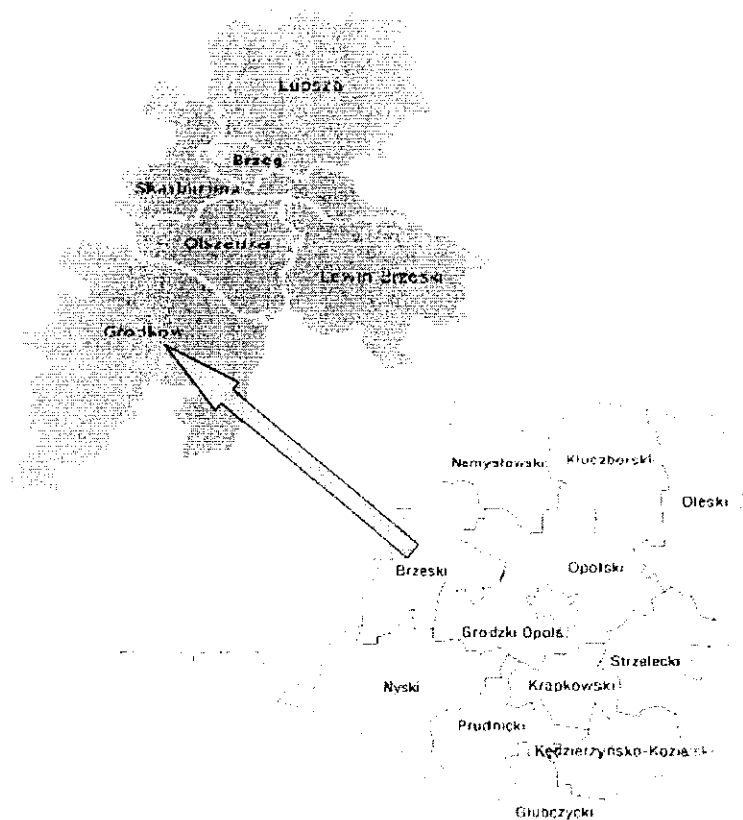 Lubsza
Brzeg
Skarbimierz
Olszanka
Lewin Brzeski
Grodków
Namysłowski
Kluczborski
Oleski
Brzeski
Opolski
Grodzki Opole
Strzelecki
Nyski
Krapkowski
Prudnicki
Kędzierzyńsko-Kozielski
Głubczycki